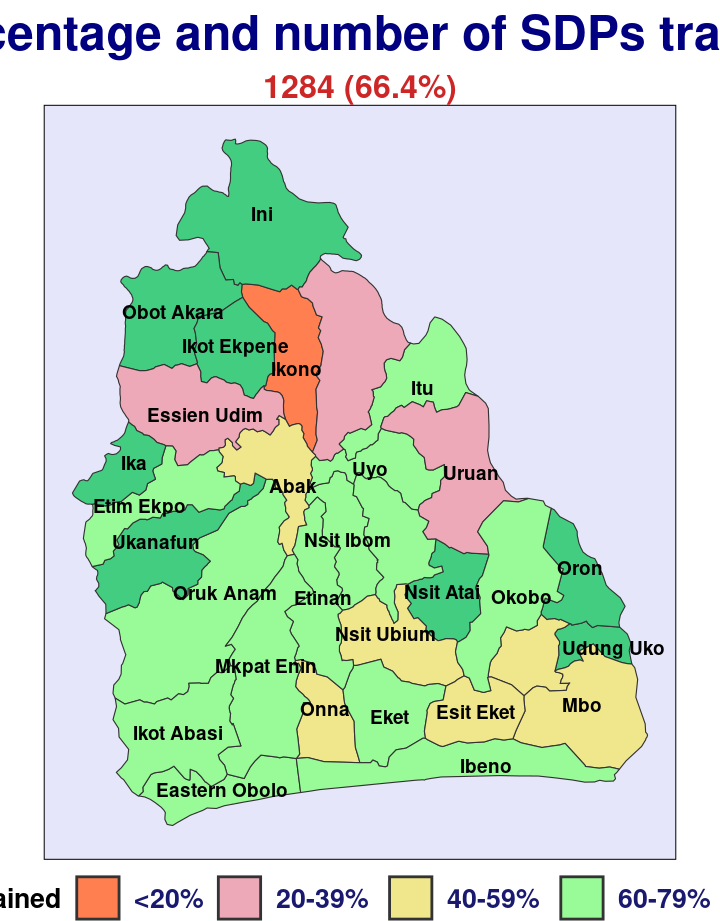 centage and number of SDPs tra
1284 (66.4%)
Ini
Obot Akara
Ikot Ekpene
Ikono
Itu
Essien Udim
Ika
Uyo
Uruan
Abak
Etim Ekpo
Ukanafun
Nsit Ibom
Oron
Oruk Anam
Etinan
Nsit Atai
Okobo
Nsit Ubium
Udung Uko
Mkpat Enin
Onna
Eket
Esit Eket
Mbo
Ikot Abasi
Ibeno
Eastern Obolo
ained <20% 20-39% 40-59% 60-79%